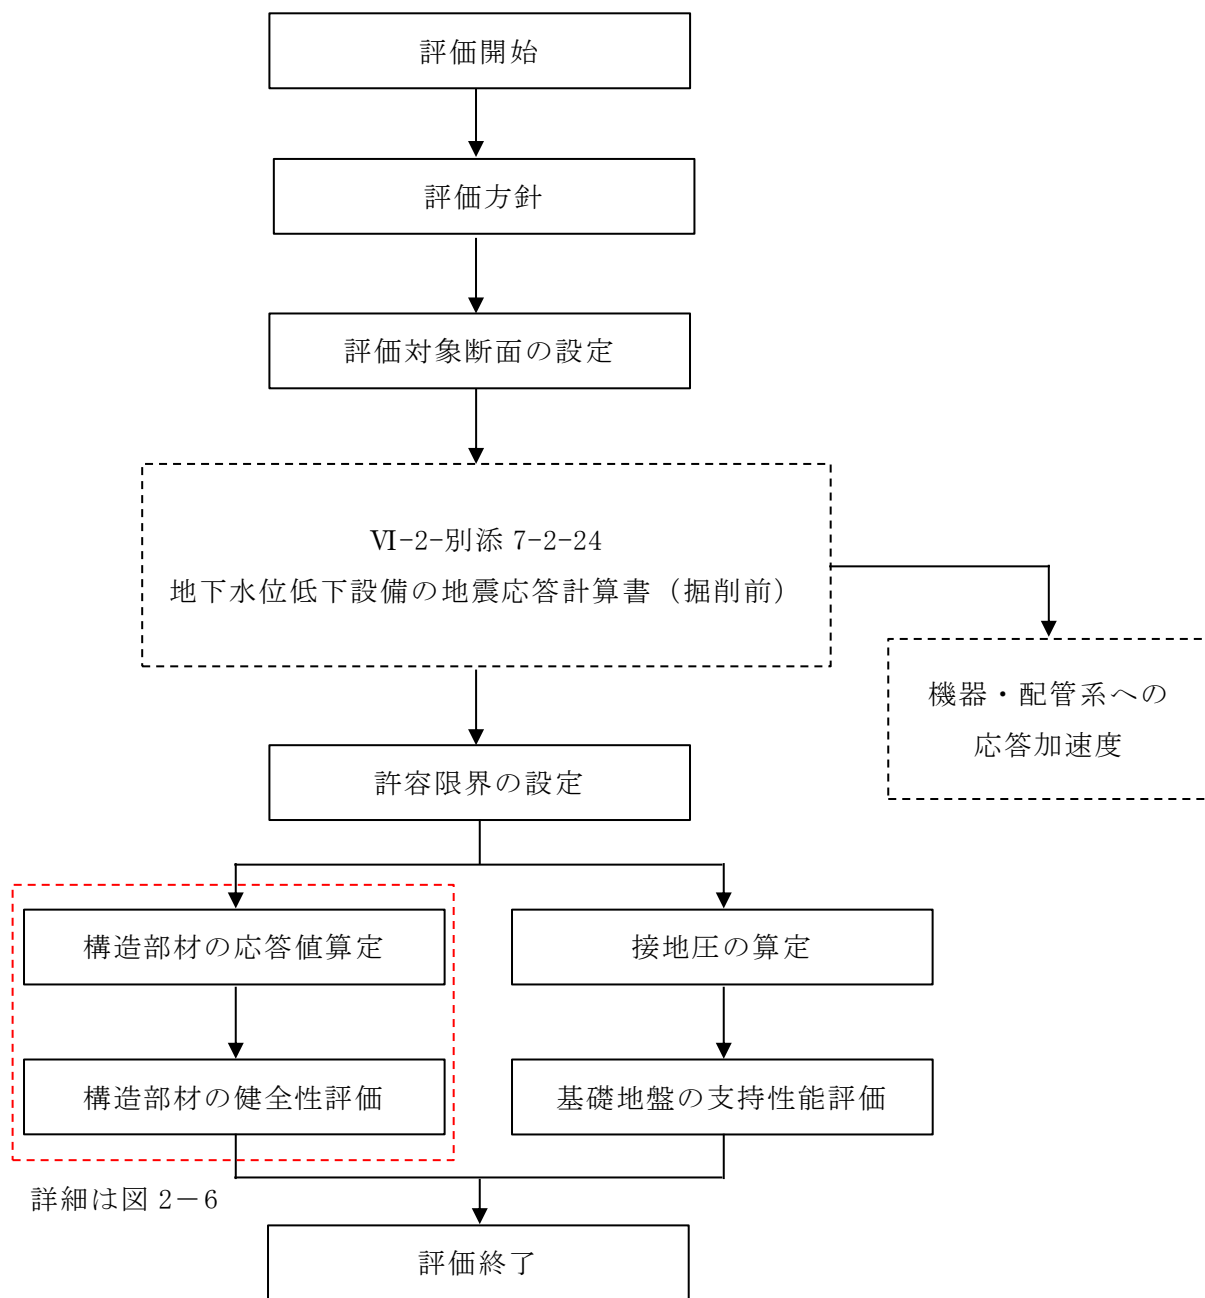 評価開始
評価方針
評価対象断面の設定
Ⅵ-2-別添 7-2-24
地下水位低下設備の地震応答計算書（掘削前）
機器・配管系への
応答加速度
許容限界の設定
構造部材の応答値算定
接地圧の算定
構造部材の健全性評価
基礎地盤の支持性能評価
詳細は図 2－6
評価終了